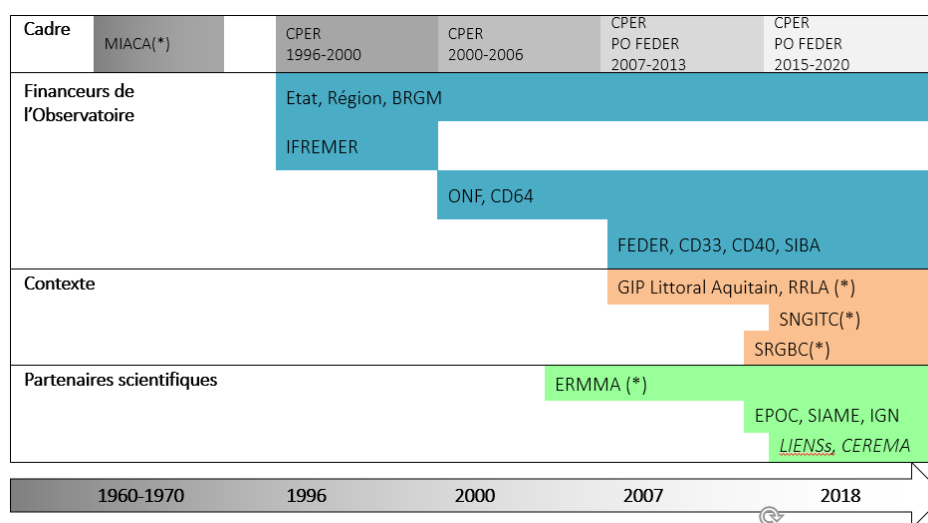 Cadre
MIACA(*)
CPER
1996-2000
CPER
2000-2006
CPER
PO FEDER
2007-2013
CPER
PO FEDER
2015-2020
Financeurs de
l'Observatoire
Etat, Région, BRGM
IFREMER
ONF, CD64
FEDER, CD33, CD40, SIBA
Contexte
GIP Littoral Aquitain, RRLA (*)
SNGITC(*)
SRGBC(*)
Partenaires scientifiques
ERMMA (*)
EPOC, SIAME, IGN
LIENSs, CEREMA
1960-1970
1996
2000
2007
2018